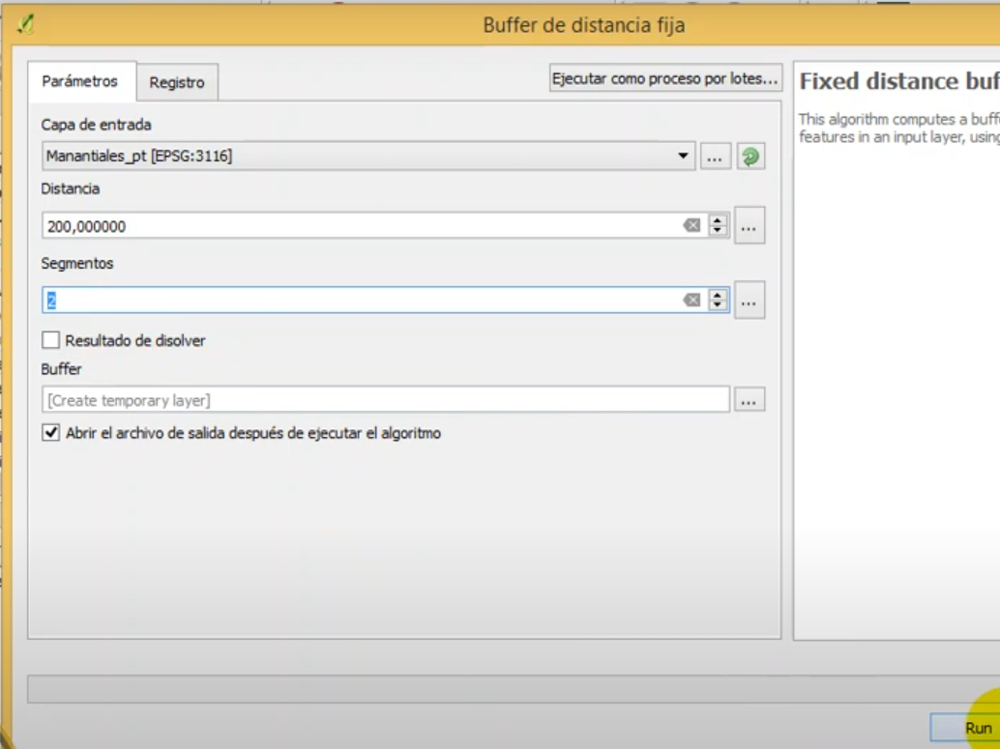 Buffer de distancia fija
Parámetros
Registro
Ejecutar como proceso por lotes...
Capa de entrada
Manantiales_pt [EPSG:3116]
...
Distancia
200,000000
...
Segmentos
2
...
Resultado de disolver
Buffer
[Create temporary layer]
...
Abrir el archivo de salida después de ejecutar el algoritmo
Fixed distance buf
This algorithm computes a buff
features in an input layer, using
Run